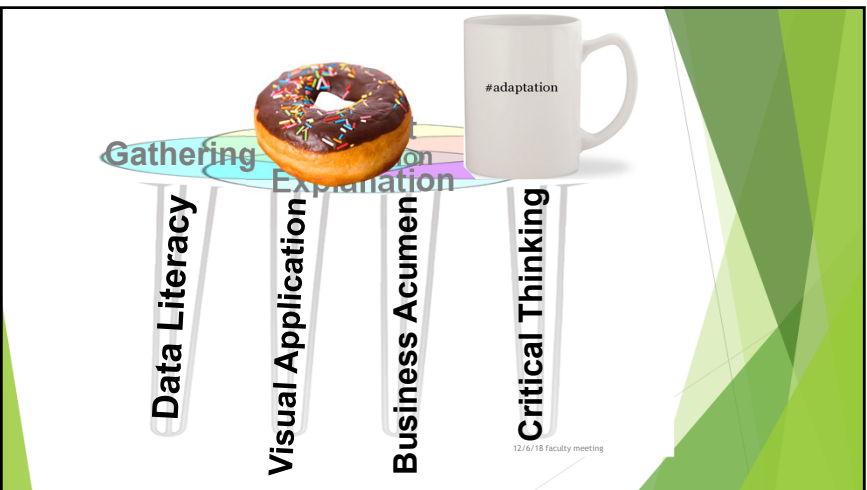 #adaptation
Gathering
Explanation
Data Literacy
Visual Application
Business Acumen
Critical Thinking
12/6/18 faculty meeting